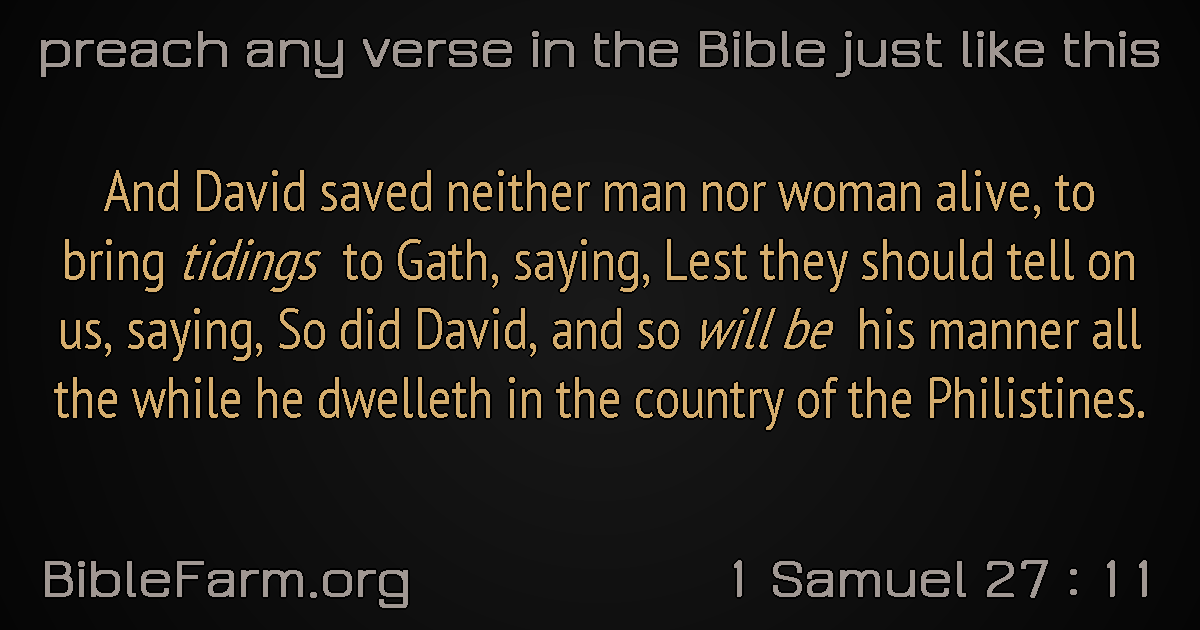 preach any verse in the Bible just like this
And David saved neither man nor woman alive, to
bring tidings to Gath, saying, Lest they should tell on
us, saying, So did David, and so will be his manner all
the while he dwelleth in the country of the Philistines.
BibleFarm.org
1 Samuel 27 : 11